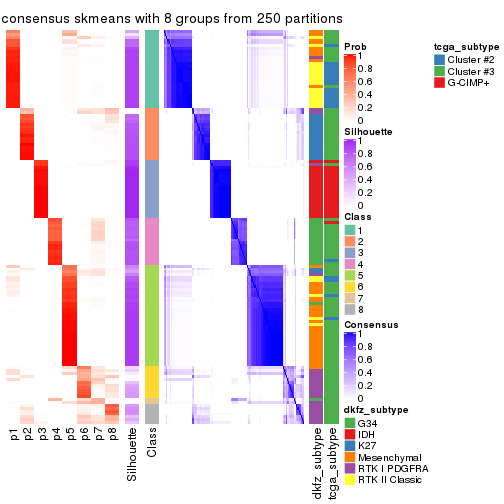 consensus skmeans with 8 groups from 250 partitions
Prob
1
0.8
0.6
0.4
0.2
0
Silhouette
1
0.8
0.6
0.4
0.2
0
Class
1
2
3
4
5
6
7
8
Consensus
1
0.8
0.6
0.4
0.2
0
dkfz_subtype
G34
IDH
K27
Mesenchymal
RTK I PDGFRA
RTK II Classic
tcga_subtype
Cluster #2
Cluster #3
G-CIMP+
p1
p2
p3
p4
p5
p6
p7
p8
Silhouette
Class
dkfz_subtype
tcga_subtype